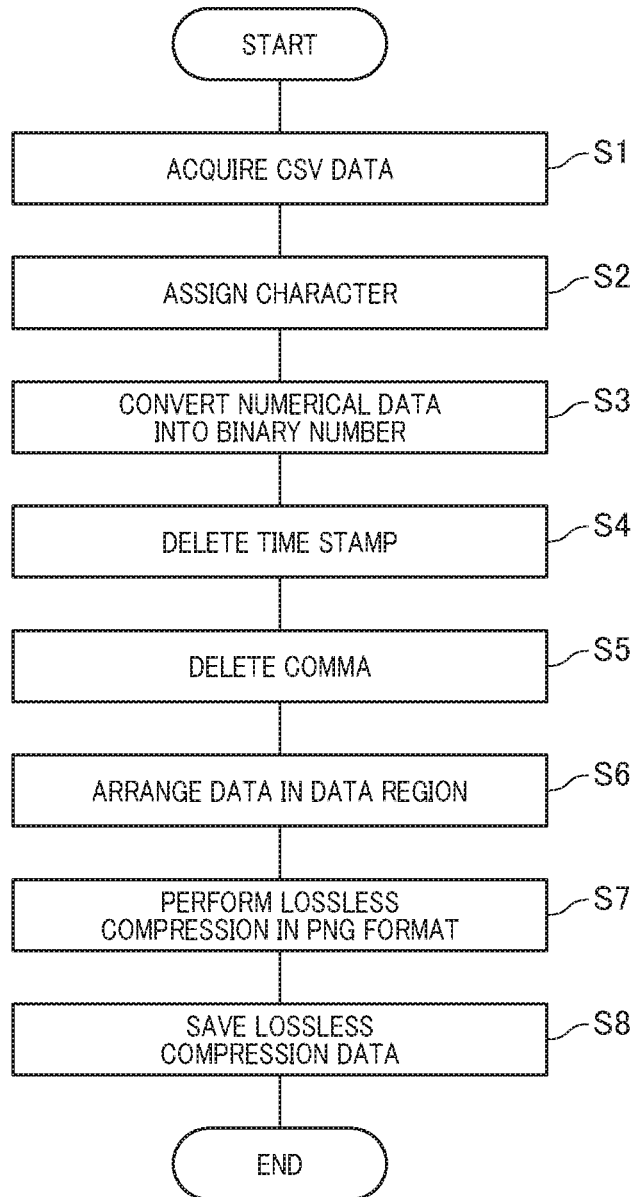 START
ACQUIRE CSV DATA
S1
ASSIGN CHARACTER
S2
CONVERT NUMERICAL DATA
INTO BINARY NUMBER
S3
DELETE TIME STAMP
S4
DELETE COMMA
S5
ARRANGE DATA IN DATA REGION
S6
PERFORM LOSSLESS
COMPRESSION IN PNG FORMAT
S7
SAVE LOSSLESS
COMPRESSION DATA
S8
END